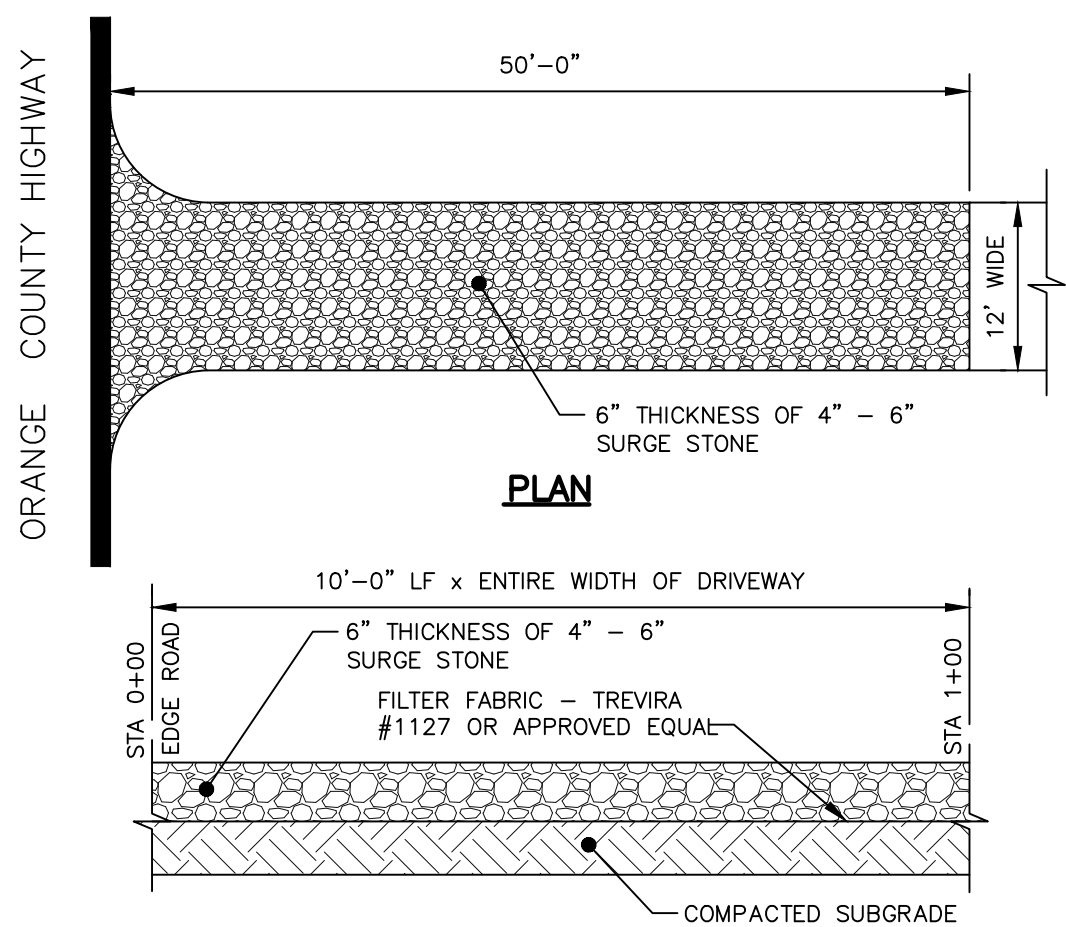 ORANGE COUNTY HIGHWAY
50'-0"
12' WIDE
6" THICKNESS OF 4" - 6"
SURGE STONE
PLAN
10'-0" LF x ENTIRE WIDTH OF DRIVEWAY
STA 0+00
EDGE ROAD
6" THICKNESS OF 4" - 6"
SURGE STONE
FILTER FABRIC - TREVIRA
#1127 OR APPROVED EQUAL
STA 1+00
COMPACTED SUBGRADE